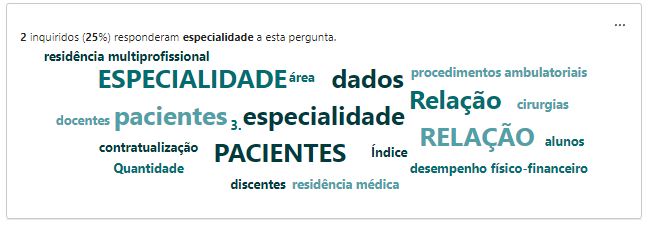 ...
2 inquiridos (25%) responderam especialidade a esta pergunta.
residência multiprofissional
ESPECIALIDADE área dados procedimentos ambulatoriais
docentes pacientes 3. especialidade Relação cirurgias
contratualização PACIENTES Índice RELAÇÃO alunos
Quantidade desempenho físico-financeiro
discentes residência médica